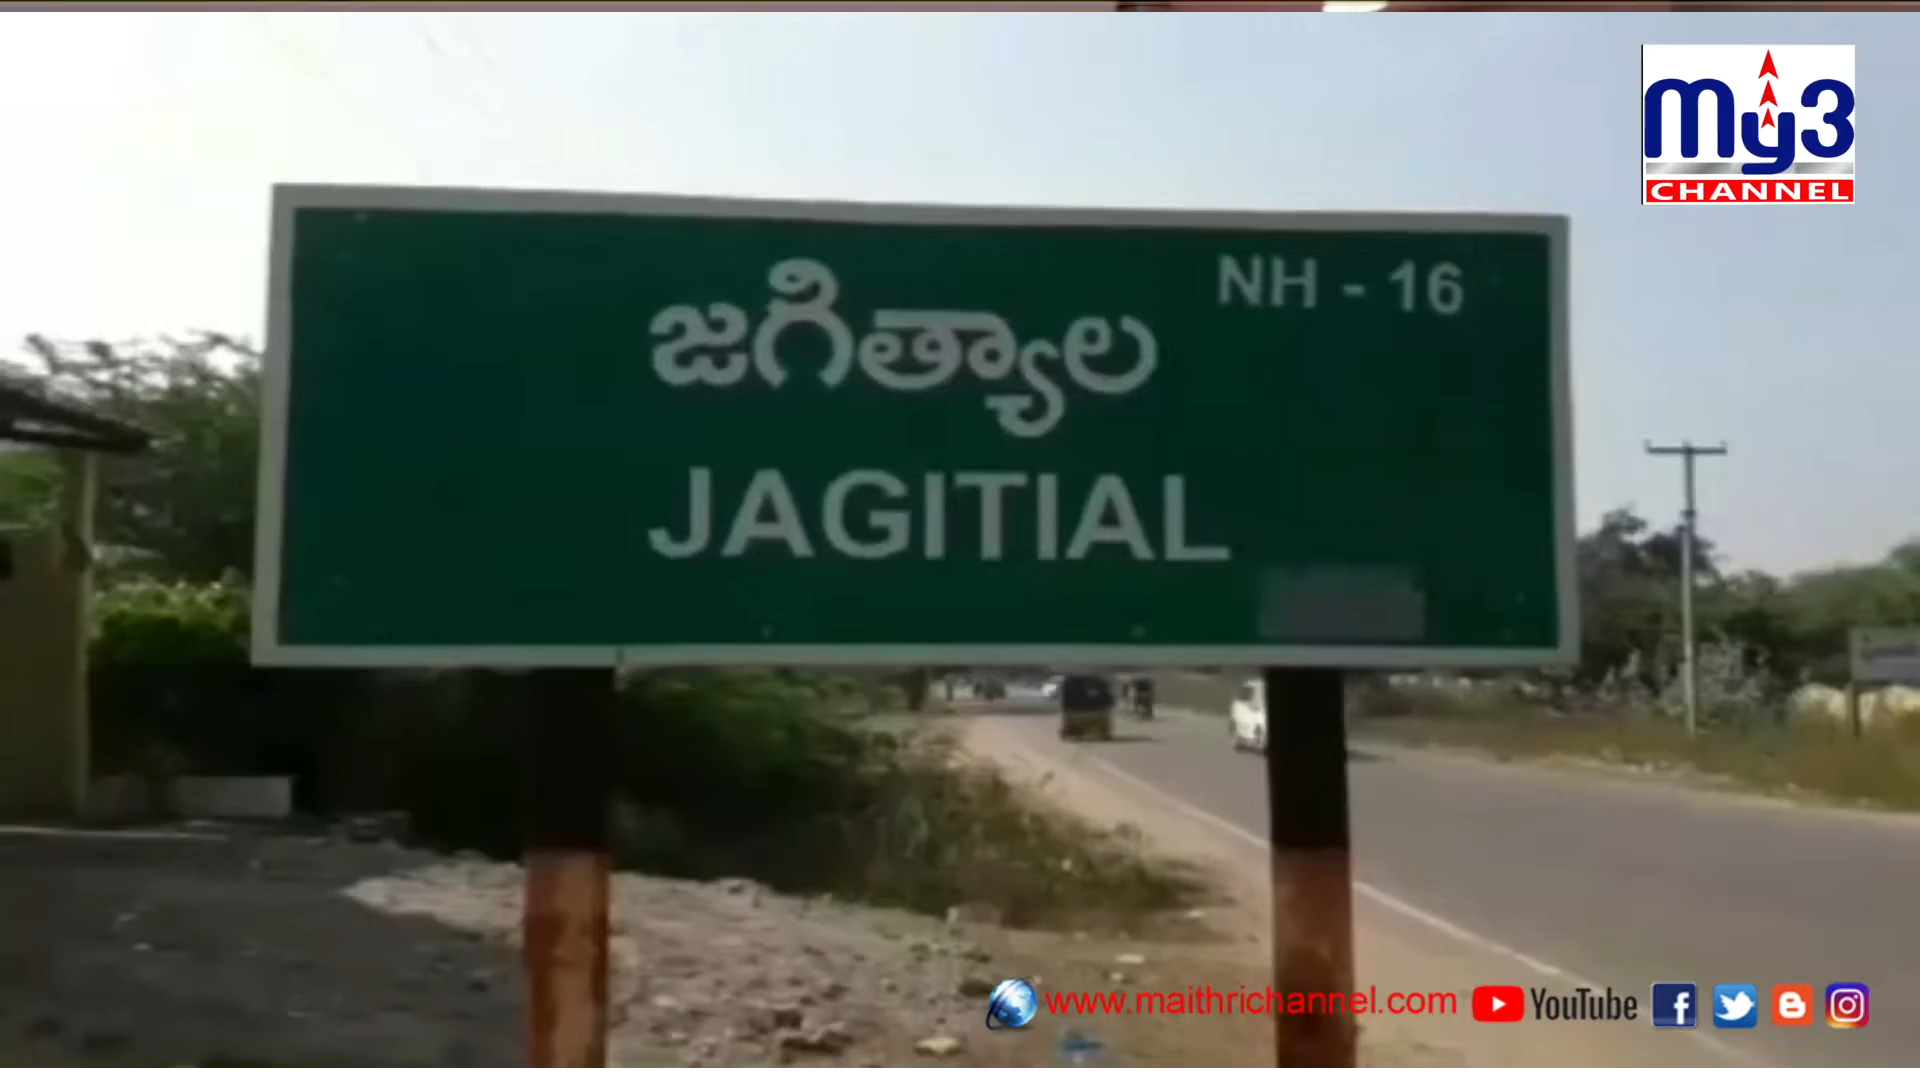 my3
CHANNEL
NH - 16
జగిత్యాల
JAGITIAL
www.maithrichannel.com
YouTube